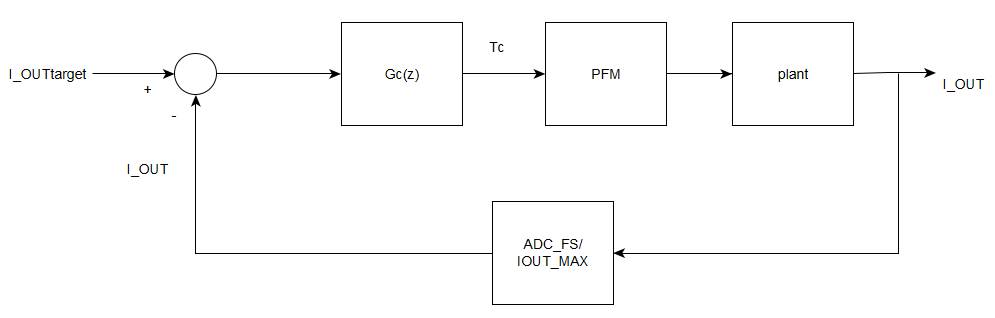 I_OUTtarget
+
-
Gc(z)
Tc
PFM
plant
I_OUT
I_OUT
ADC_FS/
IOUT_MAX